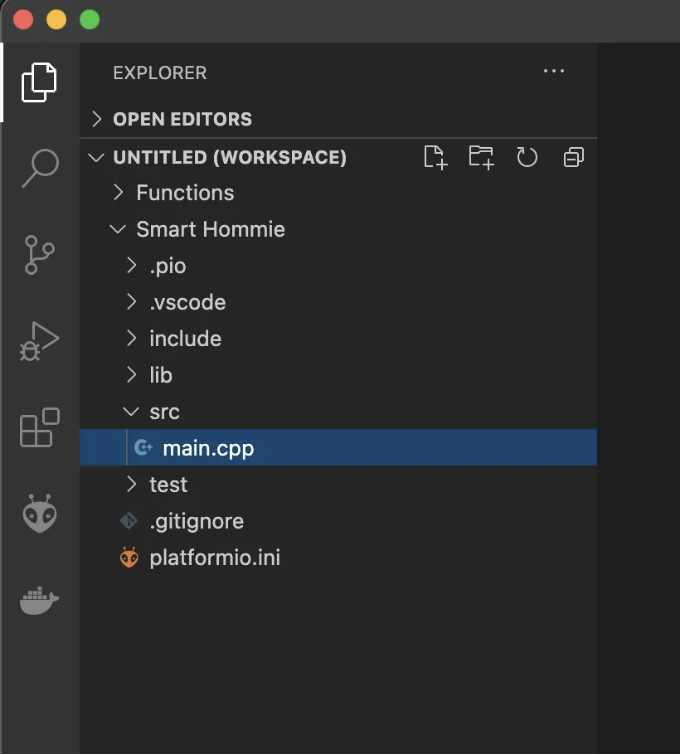 EXPLORER
OPEN EDITORS
UNTITLED (WORKSPACE)
Functions
Smart Hommie
.pio
.vscode
include
lib
src
main.cpp
test
.gitignore
platformio.ini